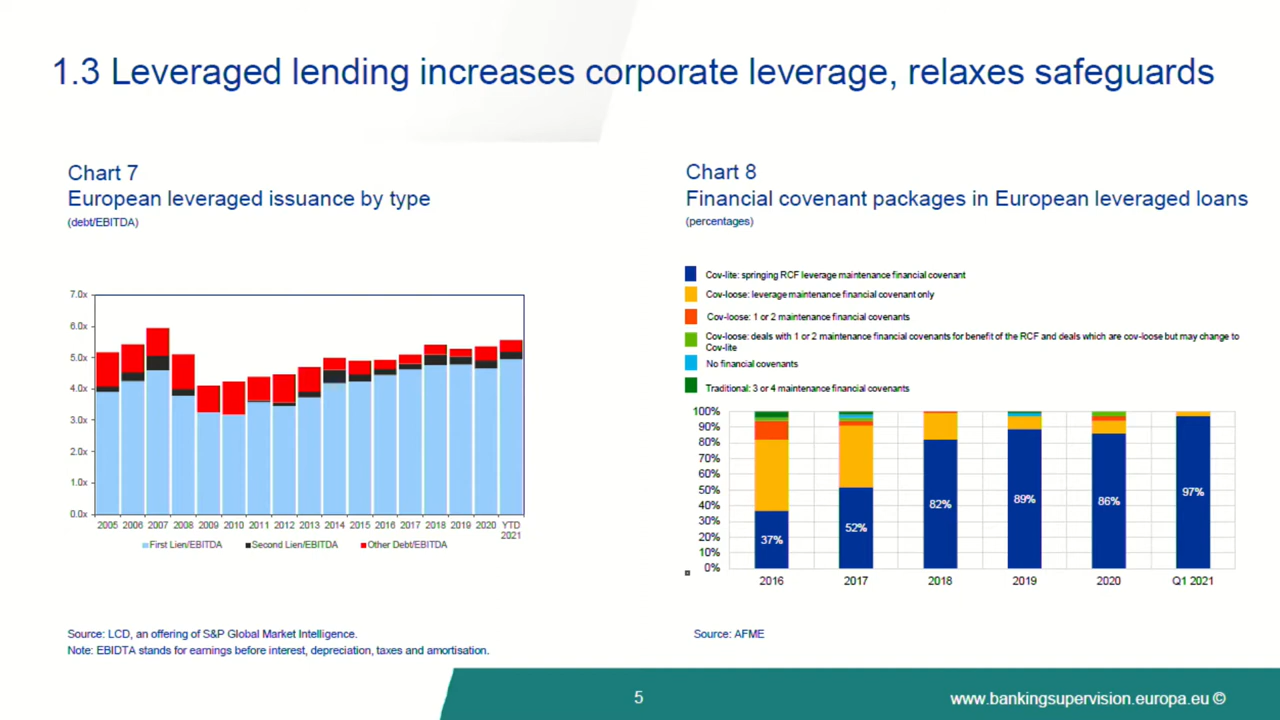 1.3 Leveraged lending increases corporate leverage, relaxes safeguards
Chart 7
European leveraged issuance by type
(debt/EBITDA)
7.0x
6.0x
5.0x
4.0x
3.0x
2.0x
1.0x
0.0x
2005 2006 2007 2008 2009 2010 2011 2012 2013 2014 2015 2016 2017 2018 2019 2020 YTD
2021
First Lien/EBITDA Second Lien/EBITDA Other Debt/EBITDA
Source: LCD, an offering of S&P Global Market Intelligence.
Note: EBIDTA stands for earnings before interest, depreciation, taxes and amortisation.
Chart 8
Financial covenant packages in European leveraged loans
(percentages)
Cov-lite: springing RCF leverage maintenance financial covenant
Cov-loose: leverage maintenance financial covenant only
Cov-loose: 1 or 2 maintenance financial covenants
Cov-loose: deals with 1 or 2 maintenance financial covenants for benefit of the RCF and deals which are cov-loose but may change to
Cov-lite
No financial covenants
Traditional: 3 or 4 maintenance financial covenants
100%
90%
80%
70%
60%
50%
40%
30%
20%
10%
0%
37%
52%
82%
89%
86%
97%
2016 2017 2018 2019 2020 Q1 2021
Source: AFME
5
www.bankingsupervision.europa.eu ©